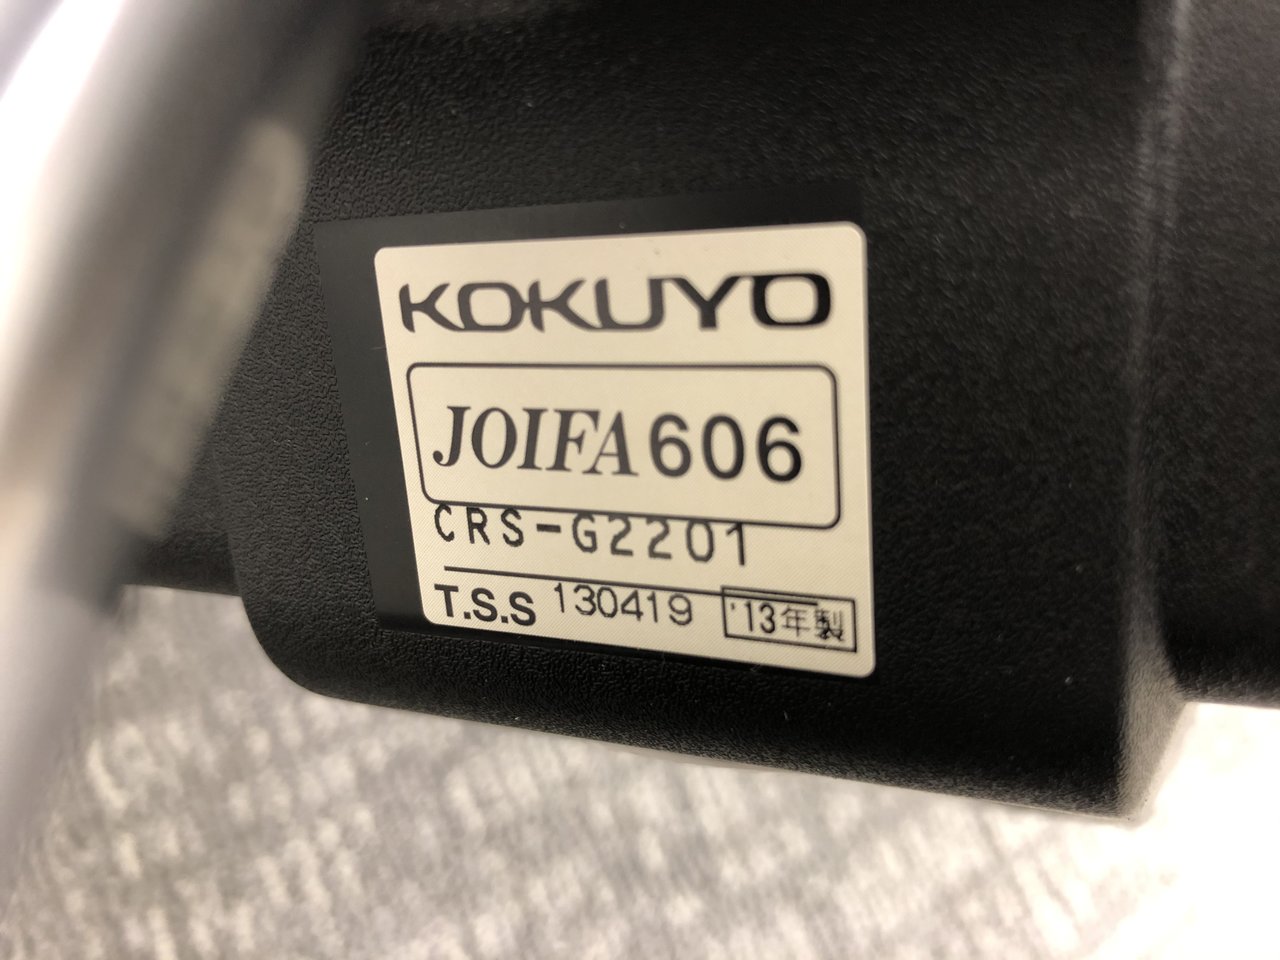 KOKUYO
JOIFA606
CRS-G2201
T.S.S 130419 '13年製